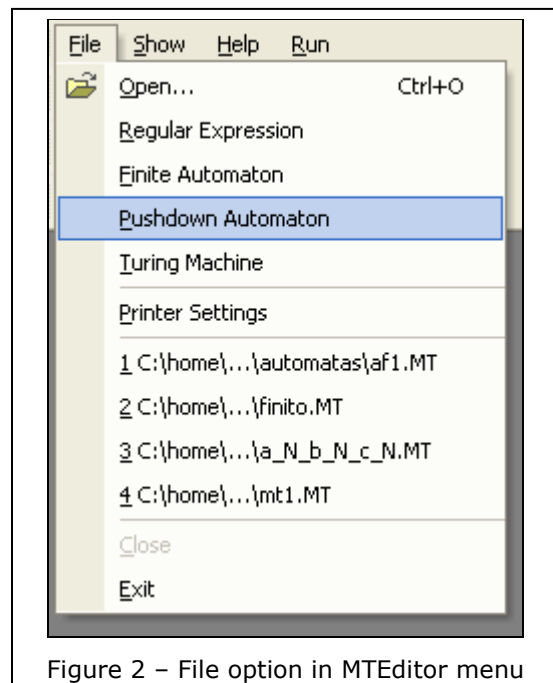 File Show Help Run
Open... Ctrl+O
Regular Expression
Finite Automaton
Pushdown Automaton
Turing Machine
Printer Settings
1 C:\home\...\automatas\af1.MT
2 C:\home\...\finito.MT
3 C:\home\...\a_N_b_N_c_N.MT
4 C:\home\...\mt1.MT
Close
Exit
Figure 2 – File option in MTEditor menu